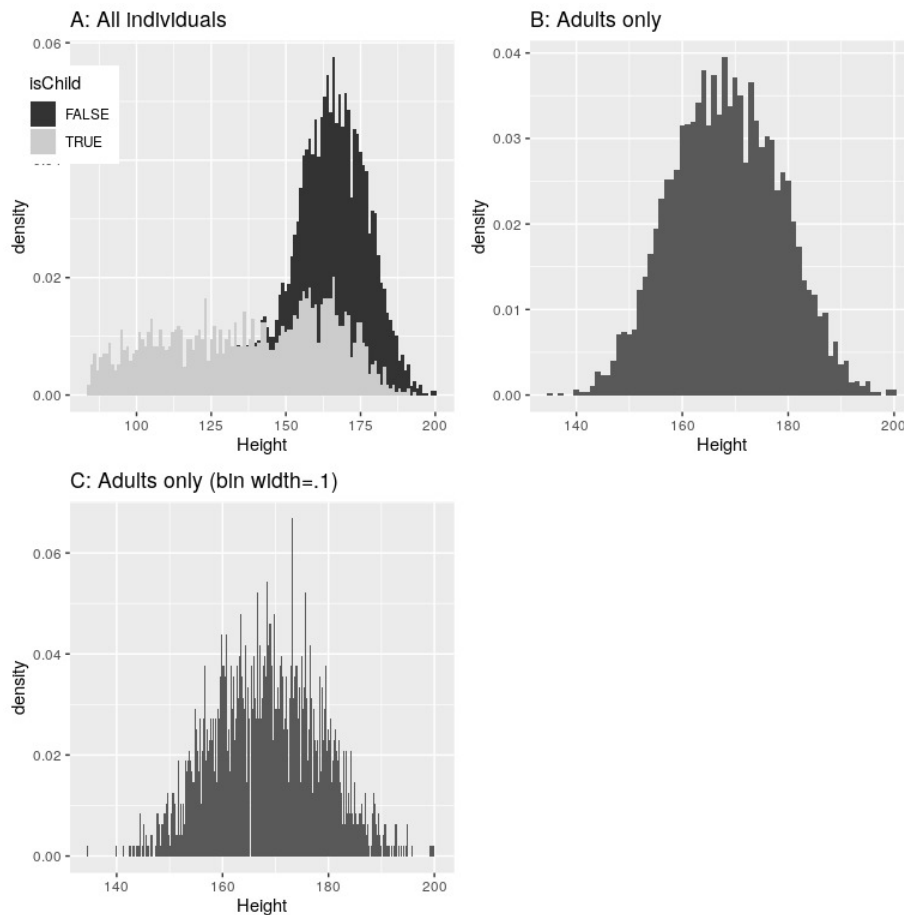 A: All individuals
0.06
isChild
FALSE
TRUE
0.02
0.00
density
100
125
150
175
200
Height
B: Adults only
0.04
0.03
0.02
0.01
0.00
density
140
160
180
200
Height
C: Adults only (bin width=.1)
0.06
0.04
0.02
0.00
density
140
160
180
200
Height